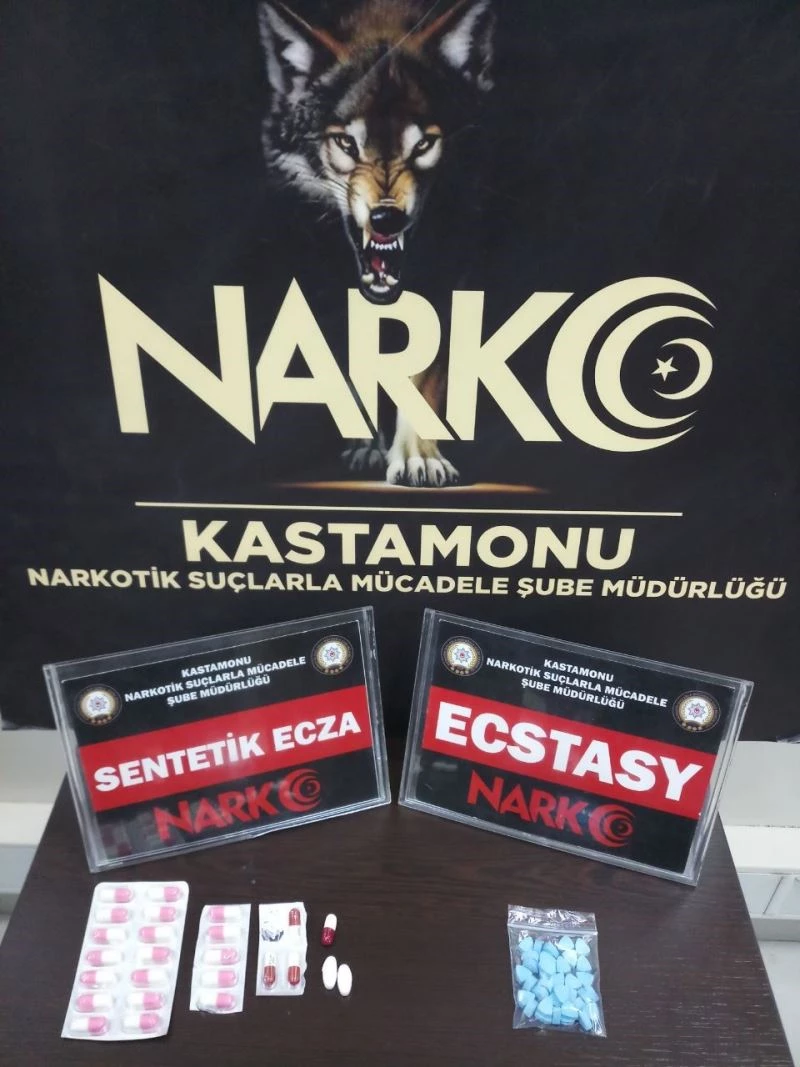 NARKO
KASTAMONU
NARKOTİK SUÇLARLA MÜCADELE ŞUBE MÜDÜRLÜĞÜ
KASTAMONU
NARKOTİK SUÇLARLA MÜCADELE
ŞUBE MÜDÜRLÜĞÜ
SENTETİK ECZA
NARKO
KASTAMONU
NARKOTİK SUÇLARLA MÜCADELE
ŞUBE MÜDÜRLÜĞÜ
ECSTASY
NARKO